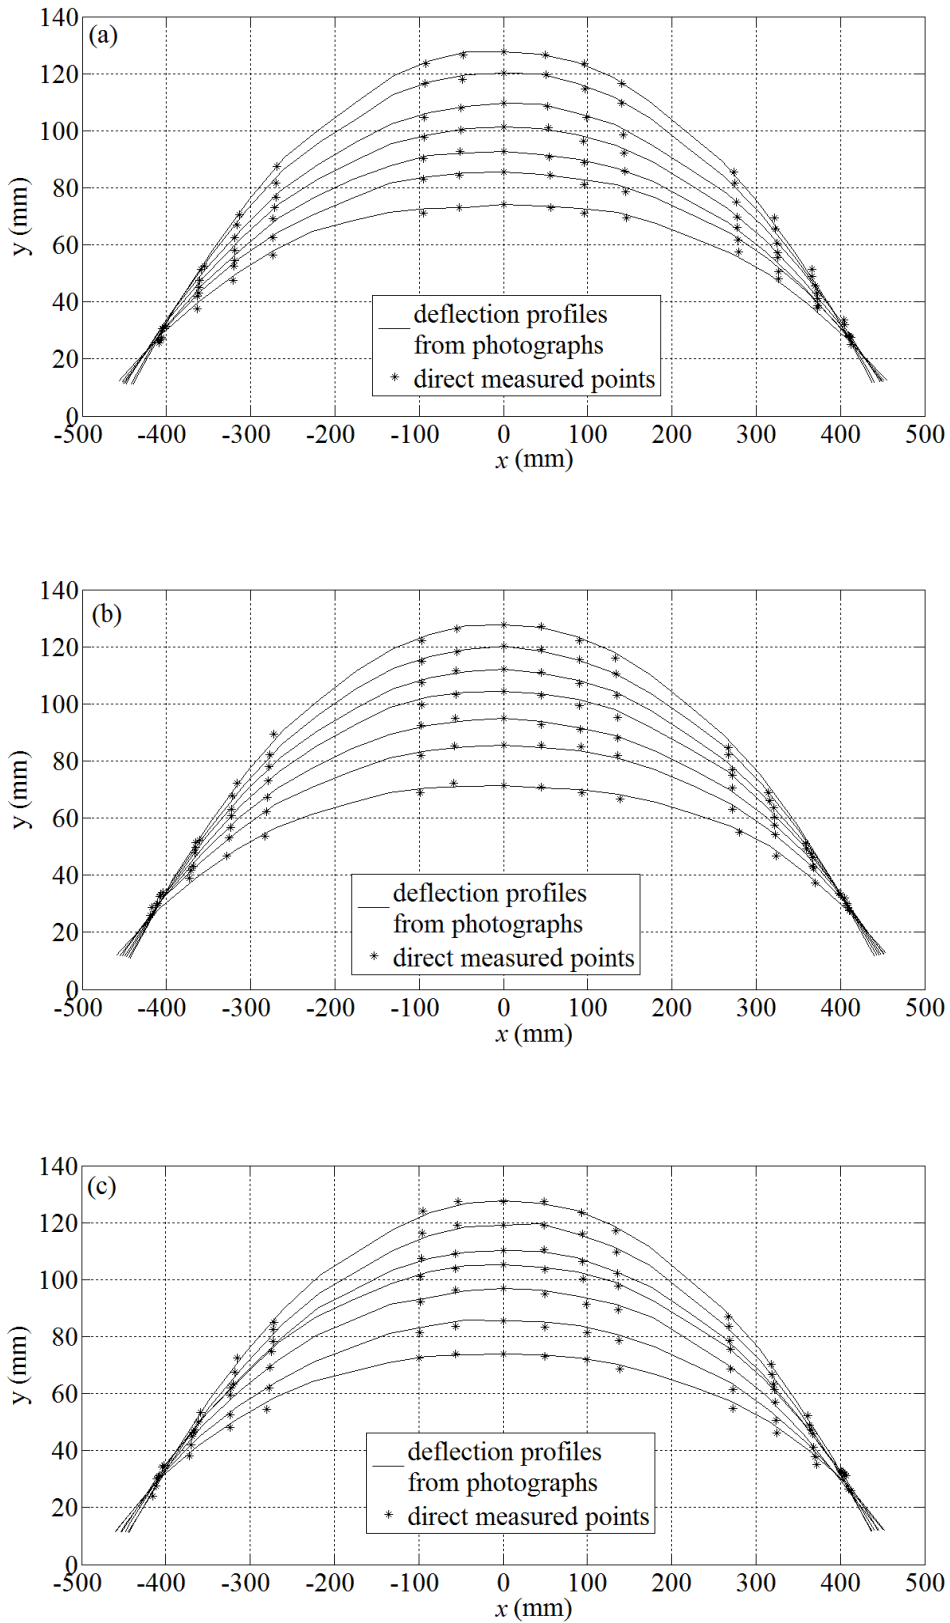 (a)
140
120
100
80
60
40
20
0
y (mm)
-500 -400 -300 -200 -100 0 100 200 300 400 500
x (mm)
deflection profiles
from photographs
direct measured points
(b)
140
120
100
80
60
40
20
0
y (mm)
-500 -400 -300 -200 -100 0 100 200 300 400 500
x (mm)
deflection profiles
from photographs
direct measured points
(c)
140
120
100
80
60
40
20
0
y (mm)
-500 -400 -300 -200 -100 0 100 200 300 400 500
x (mm)
deflection profiles
from photographs
direct measured points